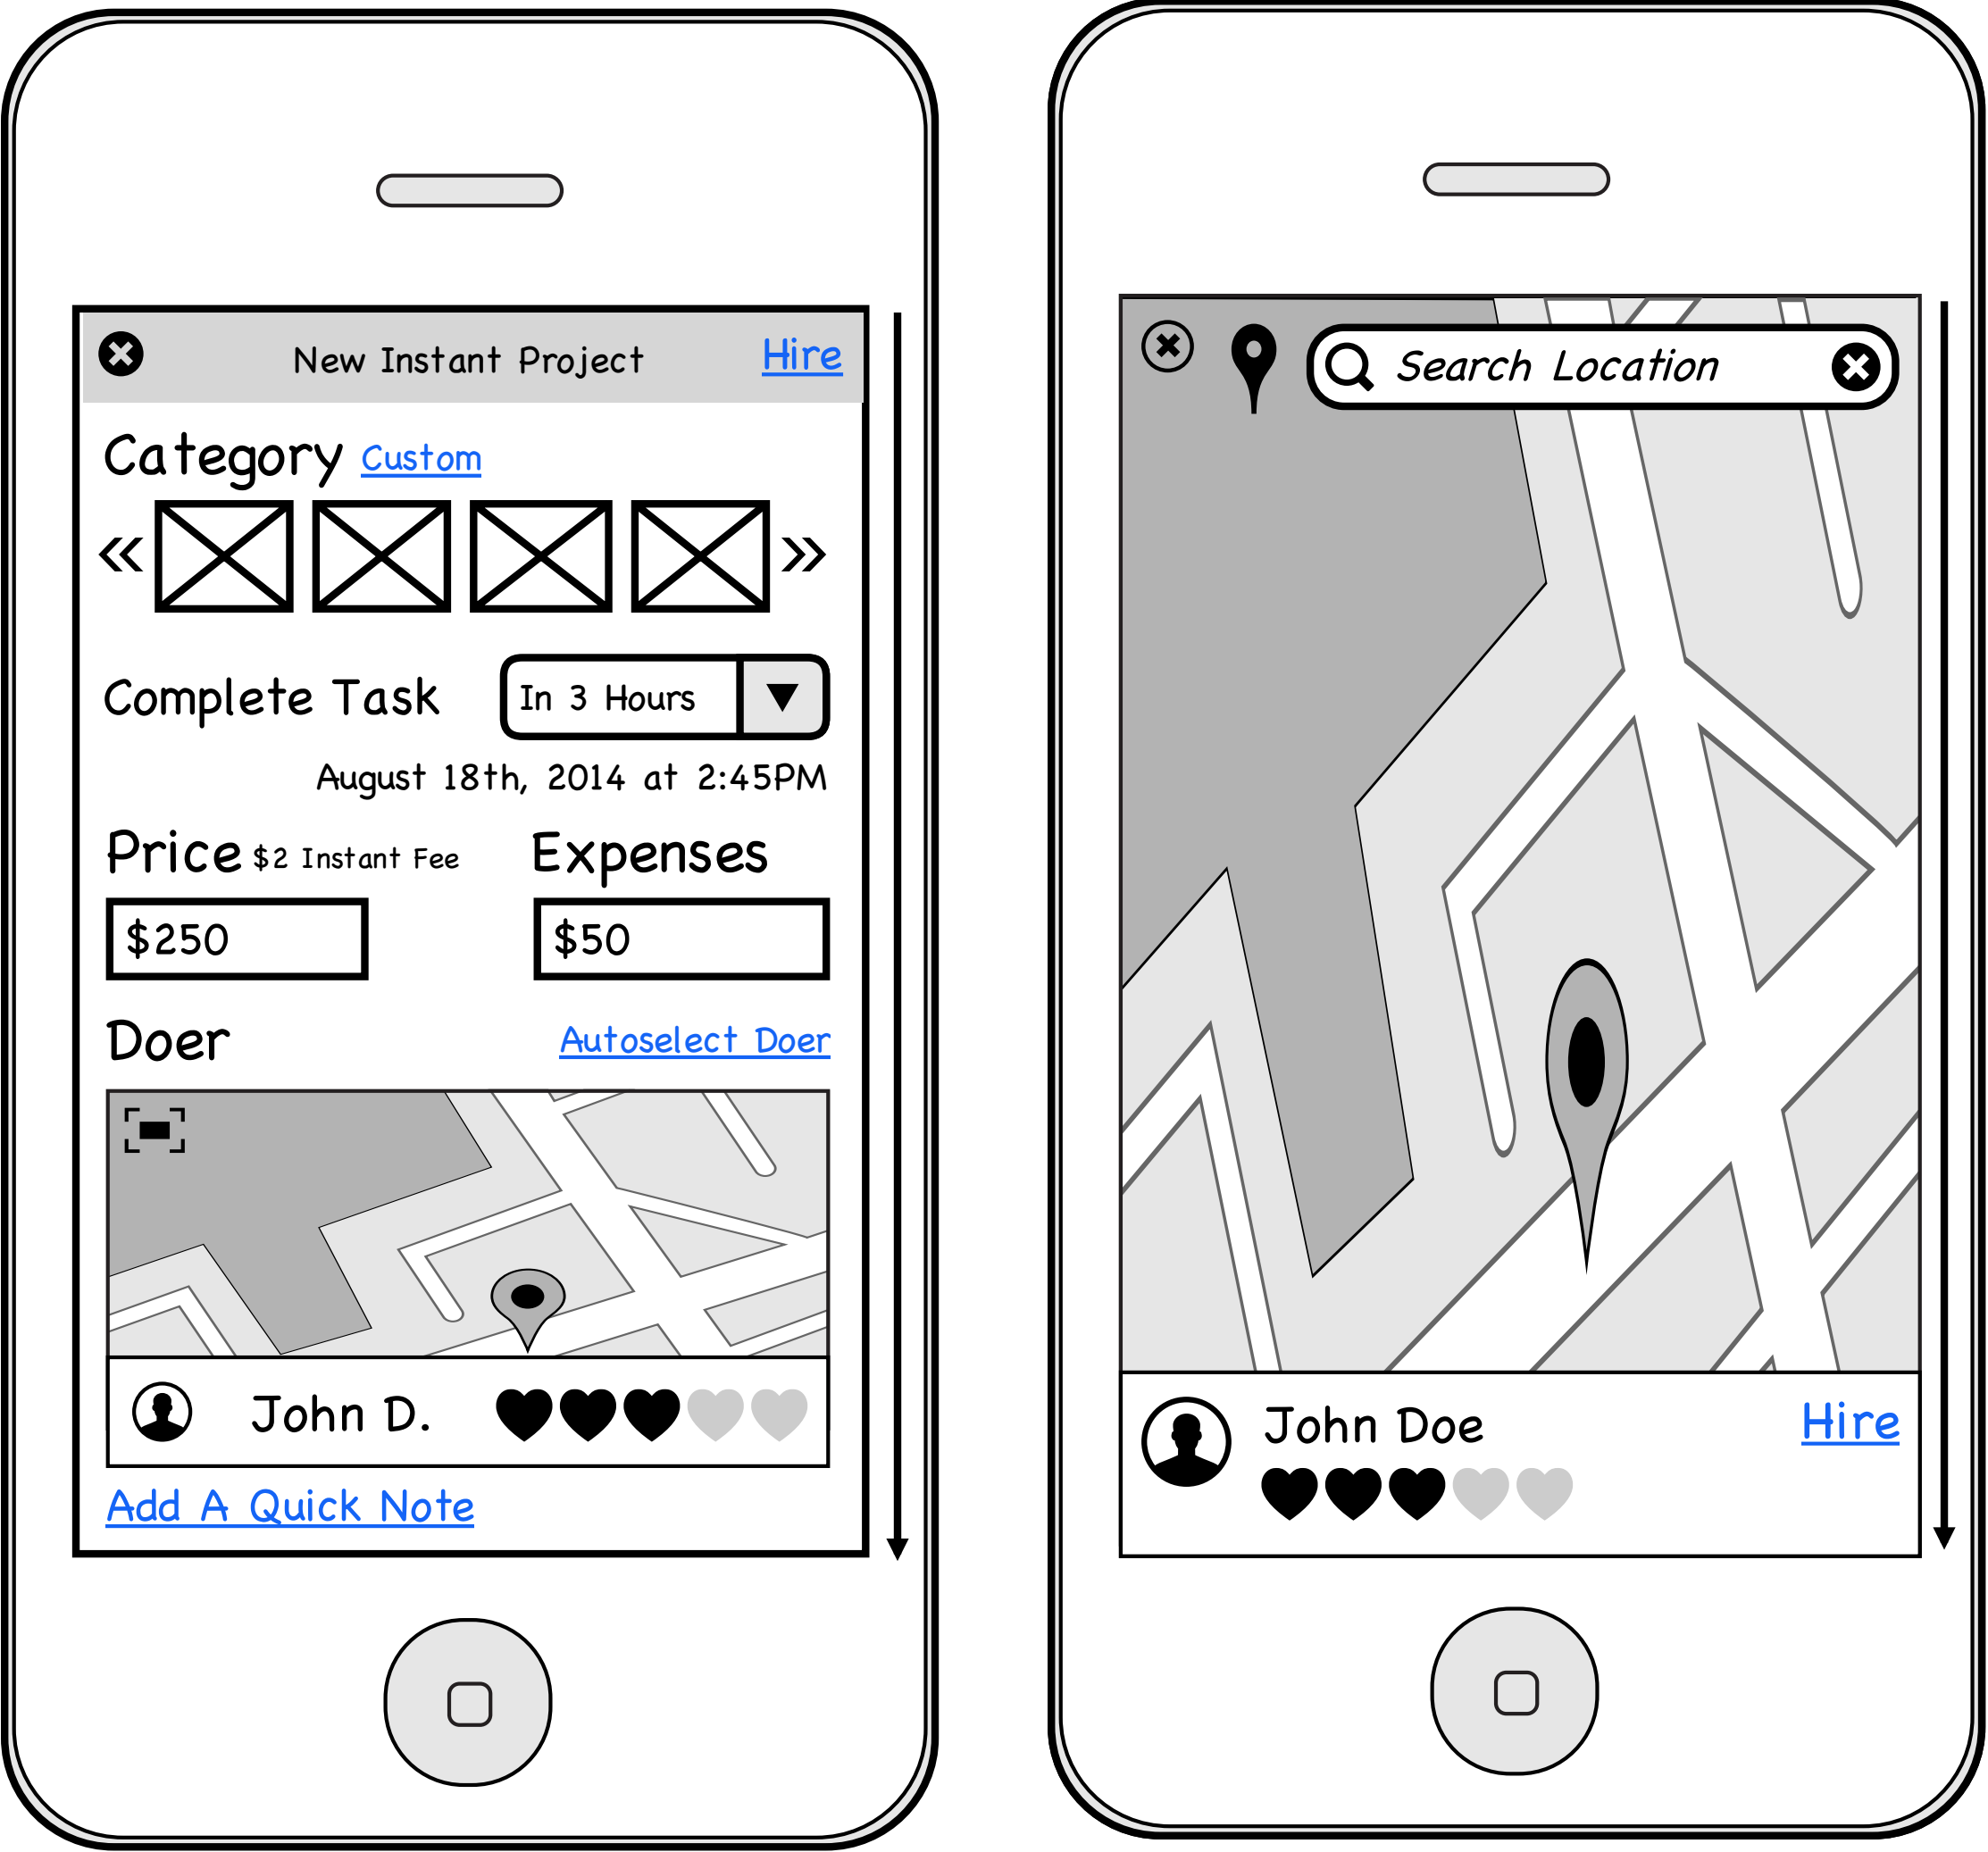 New Instant Project Hire
Category Custom
Complete Task In 3 Hours
August 18th, 2014 at 2:45PM
Price $2 Instant Fee Expenses
$250 $50
Doer Autoselect Doer
John D.
Add A Quick Note
Search Location
John Doe Hire